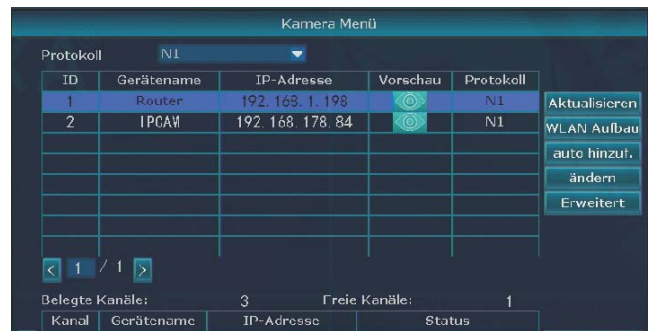 Kamera Menü
Protokoll N1
ID Gerätename IP-Adresse Vorschau Protokoll
1 Router 192.168.1.198 N1
2 IPCAM 192.168.178.84 N1
Aktualisieren
WLAN Aufbau
auto hinzuf.
ändern
Erweitert
< 1 / 1 >
Belegte Kanäle: 3 Freie Kanäle: 1
Kanal Gerätename IP-Adresse Status